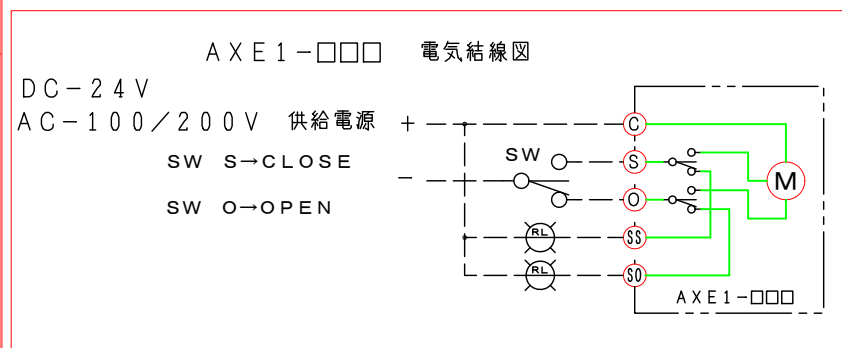 AXE1-□□□ 電気結線図
DC-24V
AC-100/200V 供給電源 +
SW S→CLOSE
-
SW O→OPEN
SW
C
S
O
SS
SO
RL
RL
M
AXE1-□□□